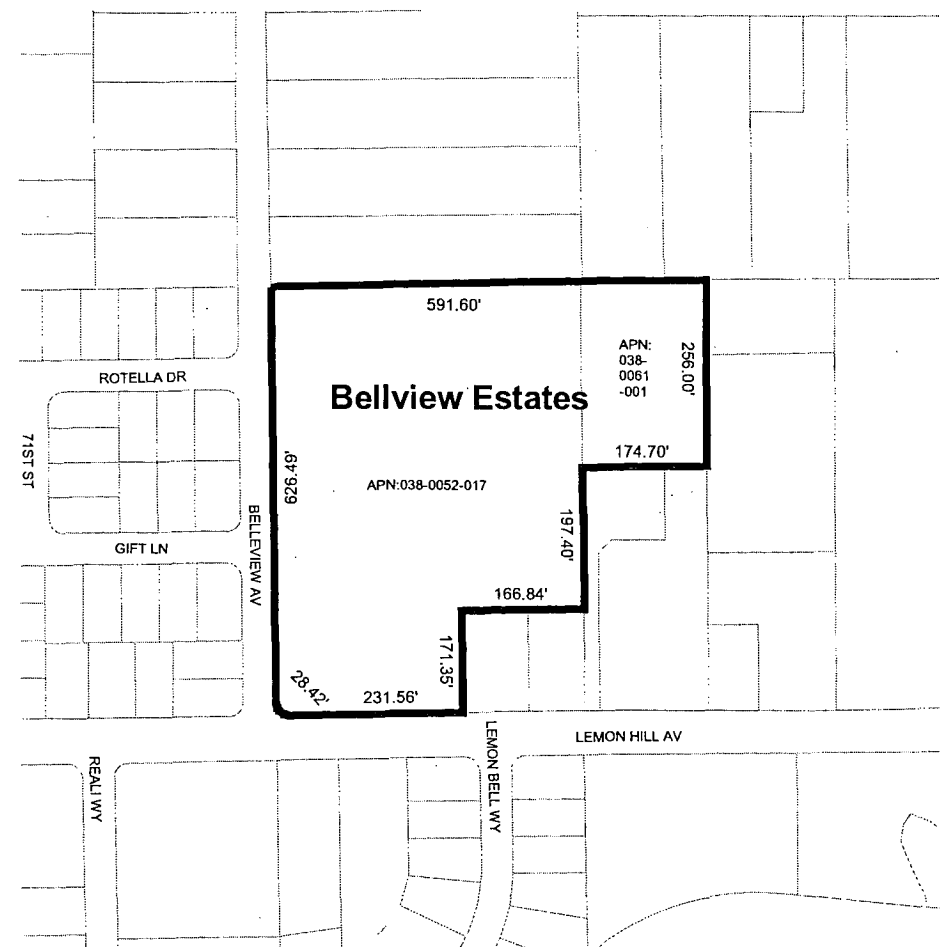 591.60'
APN:
038-
0061
-001
256.00'
ROTELLA DR
Bellview Estates
71ST ST
174.70'
626.49'
APN:038-0052-017
BELLEVIEW AV
197.40'
GIFT LN
166.84'
171.35'
28.42'
231.56'
LEMON HILL AV
LEMON BELL WY
REALI WY